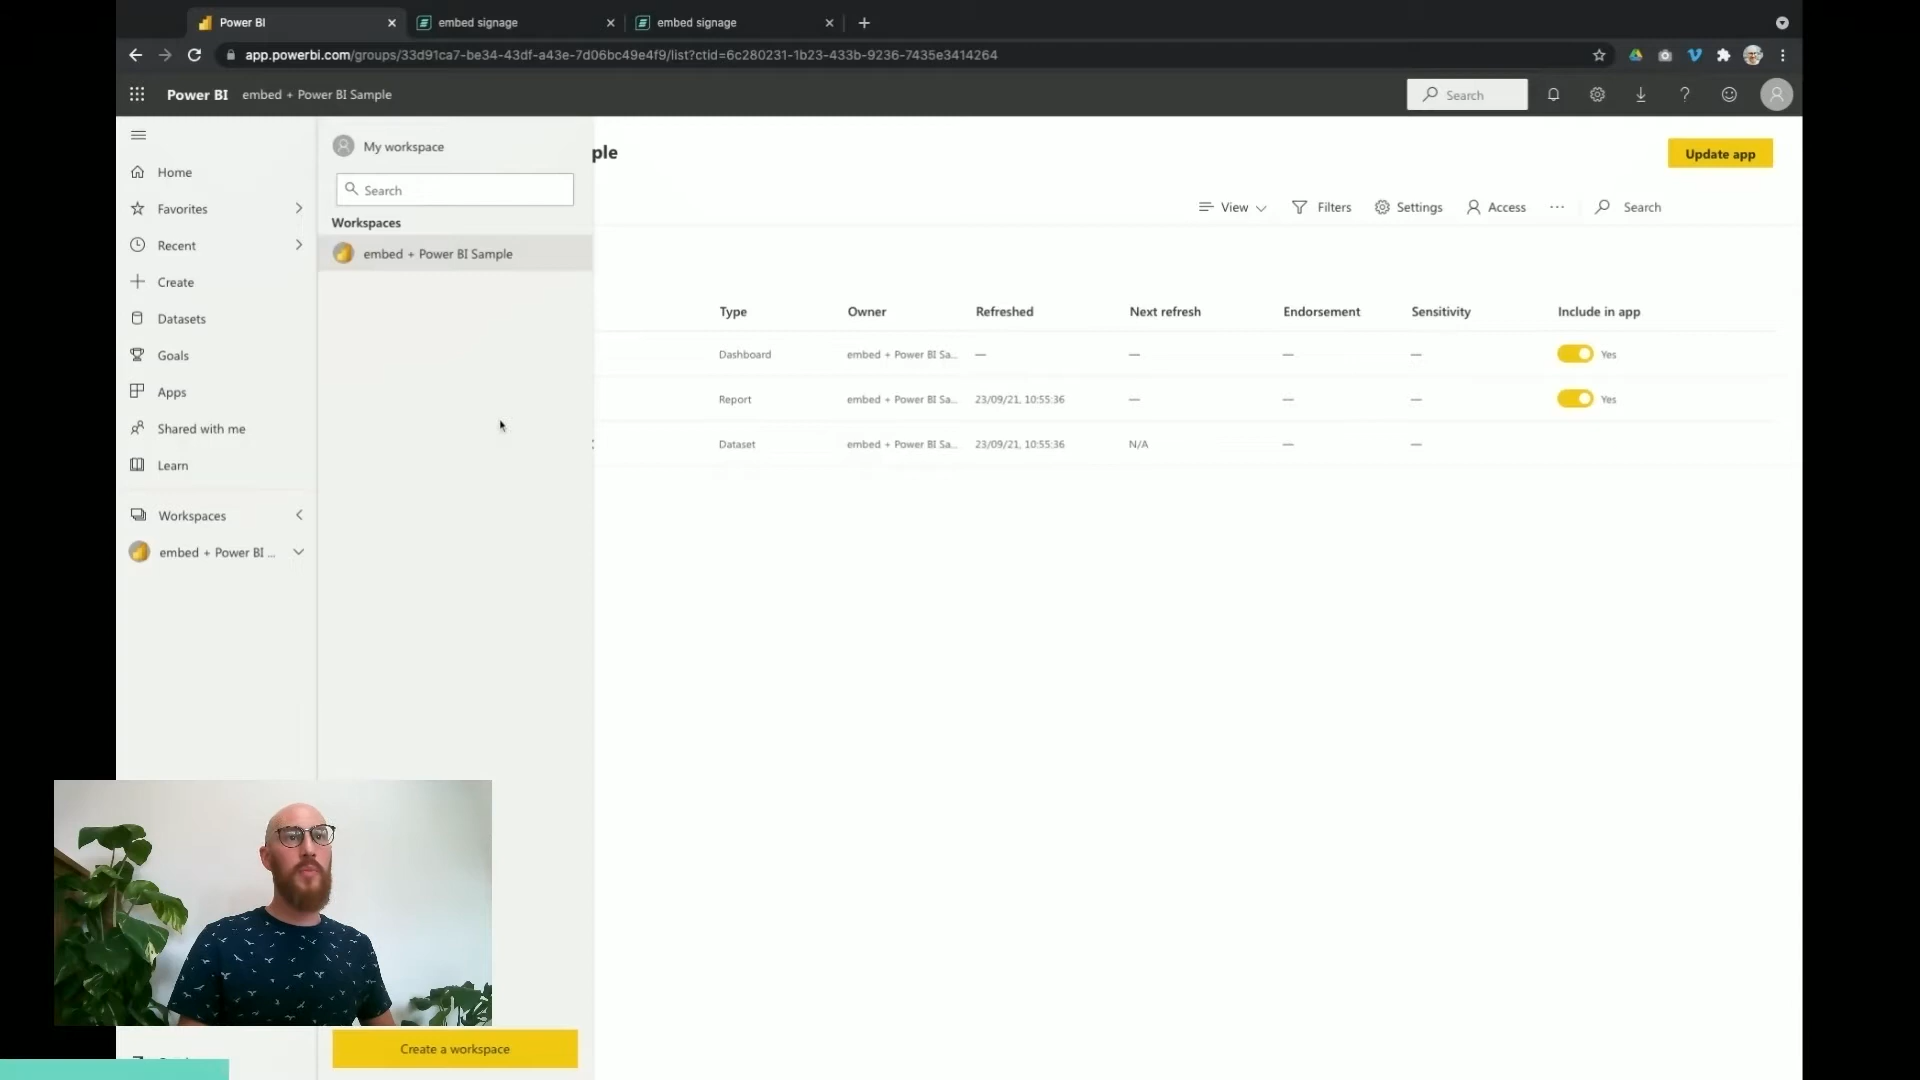 Power BI
embed signage
embed signage
app.powerbi.com/groups/33d91ca7-be34-43df-a43e-7d06bc49e4f9/list?ctid=6c280231-1b23-433b-9236-7435e3414264
Power BI embed + Power BI Sample
Search
My workspace
Search
Workspaces
embed + Power BI Sample
Home
Favorites
Recent
Create
Datasets
Goals
Apps
Shared with me
Learn
Workspaces
embed + Power BI ...
Create a workspace
ple
Update app
View Filters Settings Access ... Search
Type Owner Refreshed Next refresh Endorsement Sensitivity Include in app
Dashboard embed + Power BI Sa... — — — — Yes
Report embed + Power BI Sa... 23/09/21, 10:55:36 — — — Yes
Dataset embed + Power BI Sa... 23/09/21, 10:55:36 N/A — —